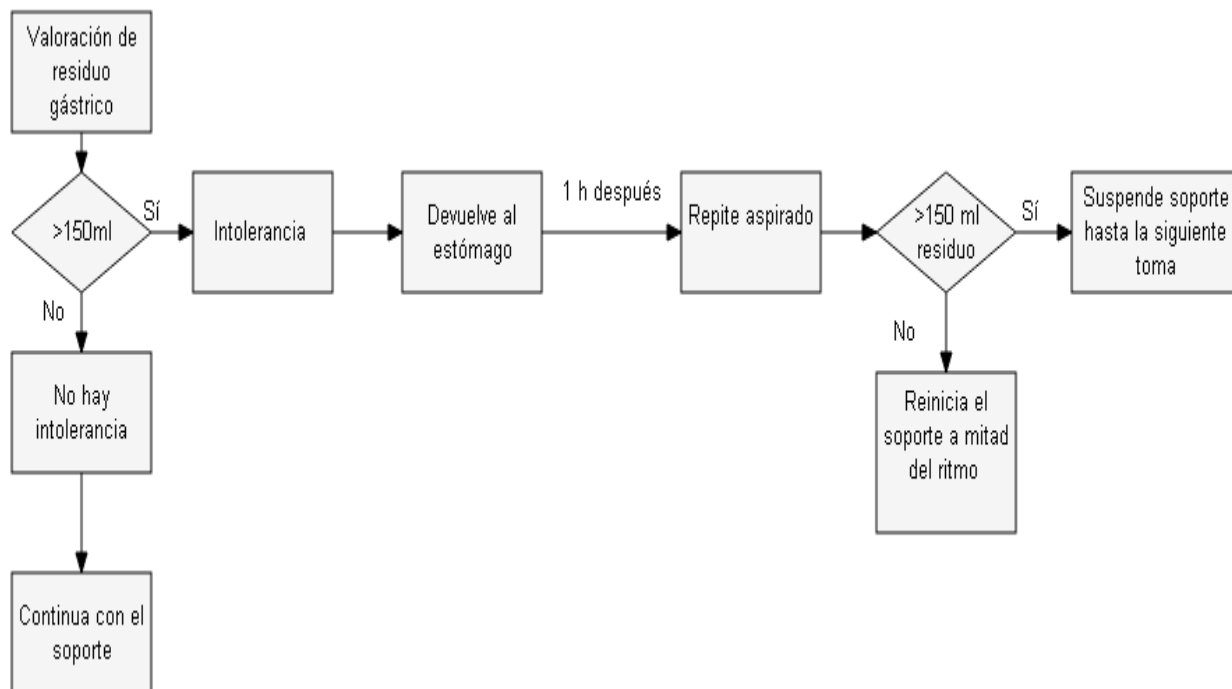 Valoración de
residuo
gástrico
>150ml
Sí
Intolerancia
Devuelve al
estómago
1 h después
Repite aspirado
>150 ml
residuo
Sí
Suspende soporte
hasta la siguiente
toma
No
No hay
intolerancia
No
Reinicia el
soporte a mitad
del ritmo
Continua con el
soporte